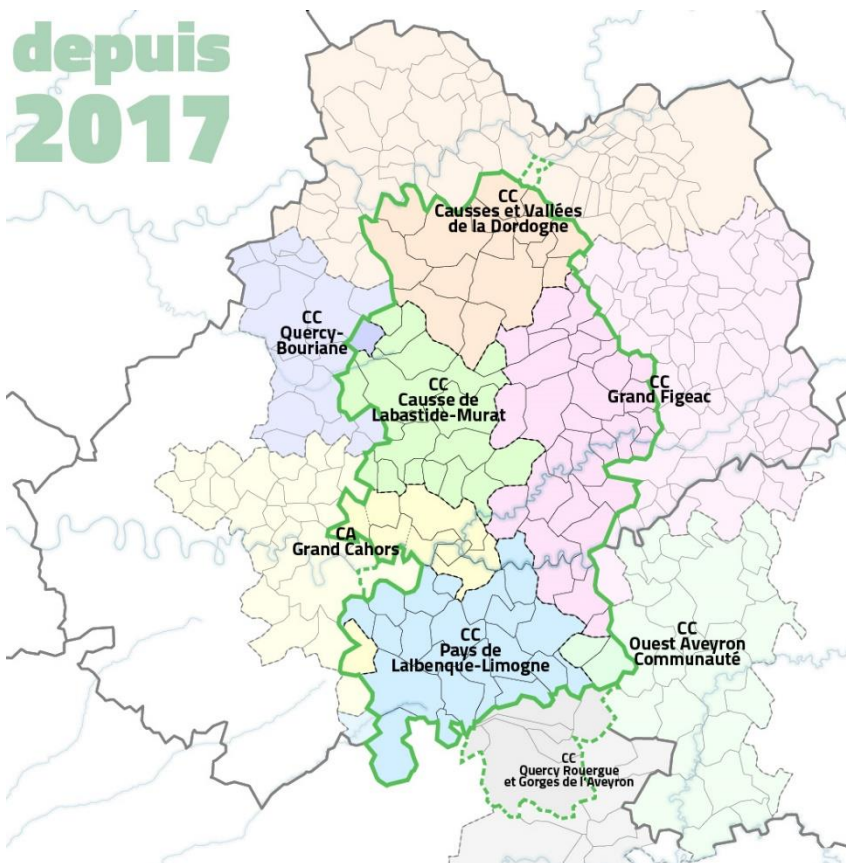 depuis
2017
CC
Causses et Vallées
de la Dordogne
CC
Quercy-
Bouriane
CC
Causse de
Labastide-Murat
CC
Grand Figeac
CA
Grand Cahors
CC
Pays de
Lalbenque-Limogne
CC
Ouest Aveyron
Communauté
CC
Quercy Rouergue
et Gorges de l'Aveyron